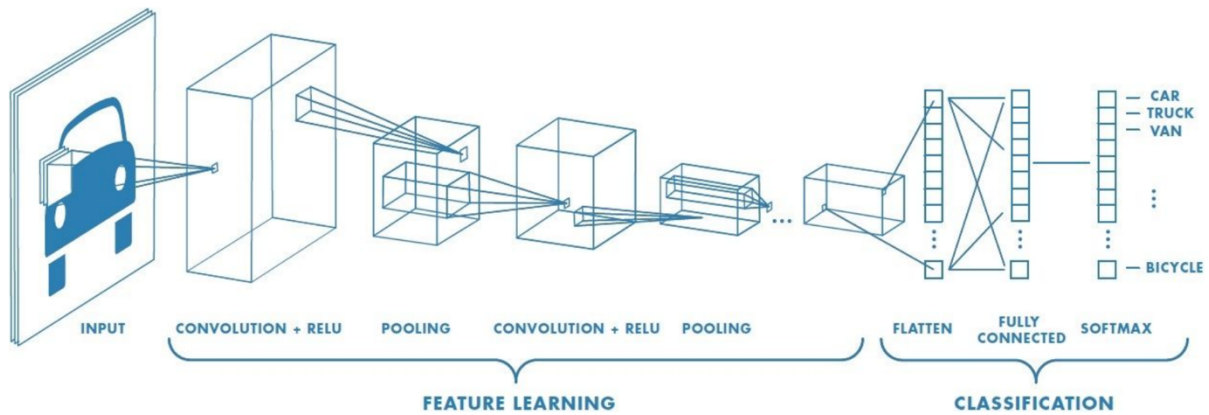 CAR
TRUCK
VAN
BICYCLE
INPUT
CONVOLUTION + RELU
POOLING
CONVOLUTION + RELU
POOLING
FLATTEN
FULLY
CONNECTED
SOFTMAX
FEATURE LEARNING
CLASSIFICATION